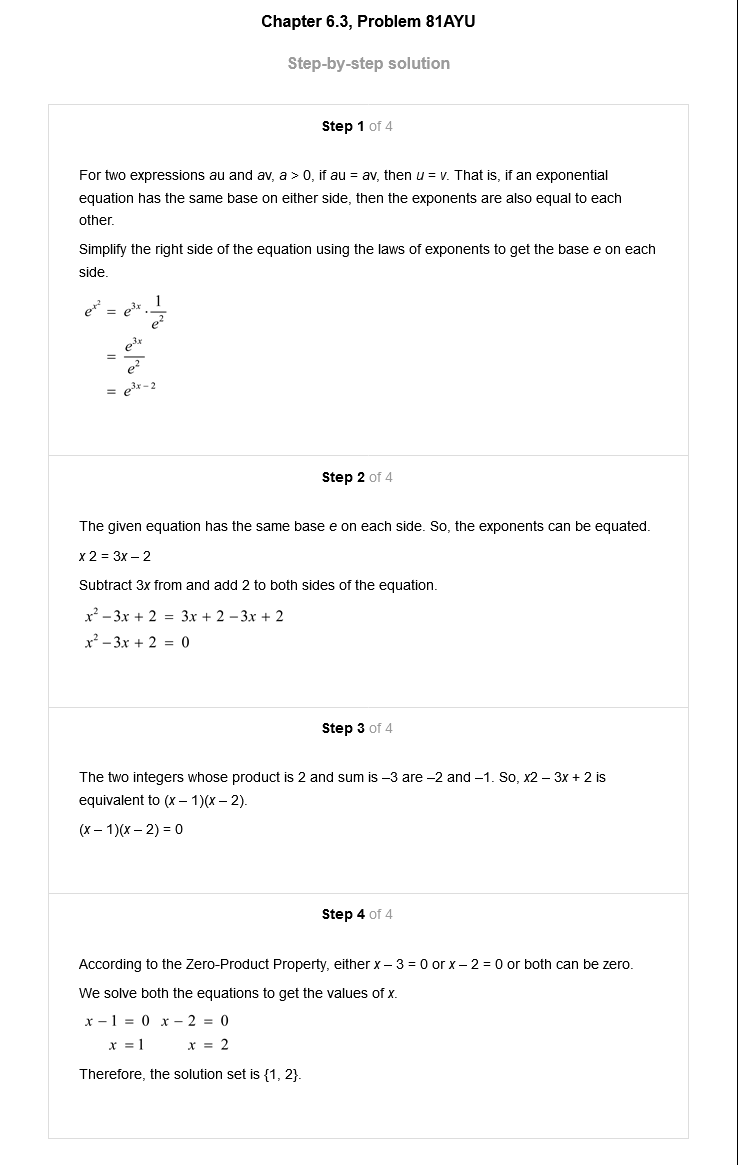 Chapter 6.3, Problem 81AYU
Step-by-step solution
Step 1 of 4
For two expressions au and av, a > 0, if au = av, then u = v. That is, if an exponential
equation has the same base on either side, then the exponents are also equal to each
other.
Simplify the right side of the equation using the laws of exponents to get the base e on each
side.
e^{x^2} = e^{3x} · \frac{1}{e^2}
= \frac{e^{3x}}{e^2}
= e^{3x – 2}
Step 2 of 4
The given equation has the same base e on each side. So, the exponents can be equated.
x 2 = 3x – 2
Subtract 3x from and add 2 to both sides of the equation.
x² – 3x + 2 = 3x + 2 – 3x + 2
x² – 3x + 2 = 0
Step 3 of 4
The two integers whose product is 2 and sum is –3 are –2 and –1. So, x2 – 3x + 2 is
equivalent to (x – 1)(x – 2).
(x – 1)(x – 2) = 0
Step 4 of 4
According to the Zero-Product Property, either x – 3 = 0 or x – 2 = 0 or both can be zero.
We solve both the equations to get the values of x.
x – 1 = 0 x – 2 = 0
x = 1 x = 2
Therefore, the solution set is {1, 2}.